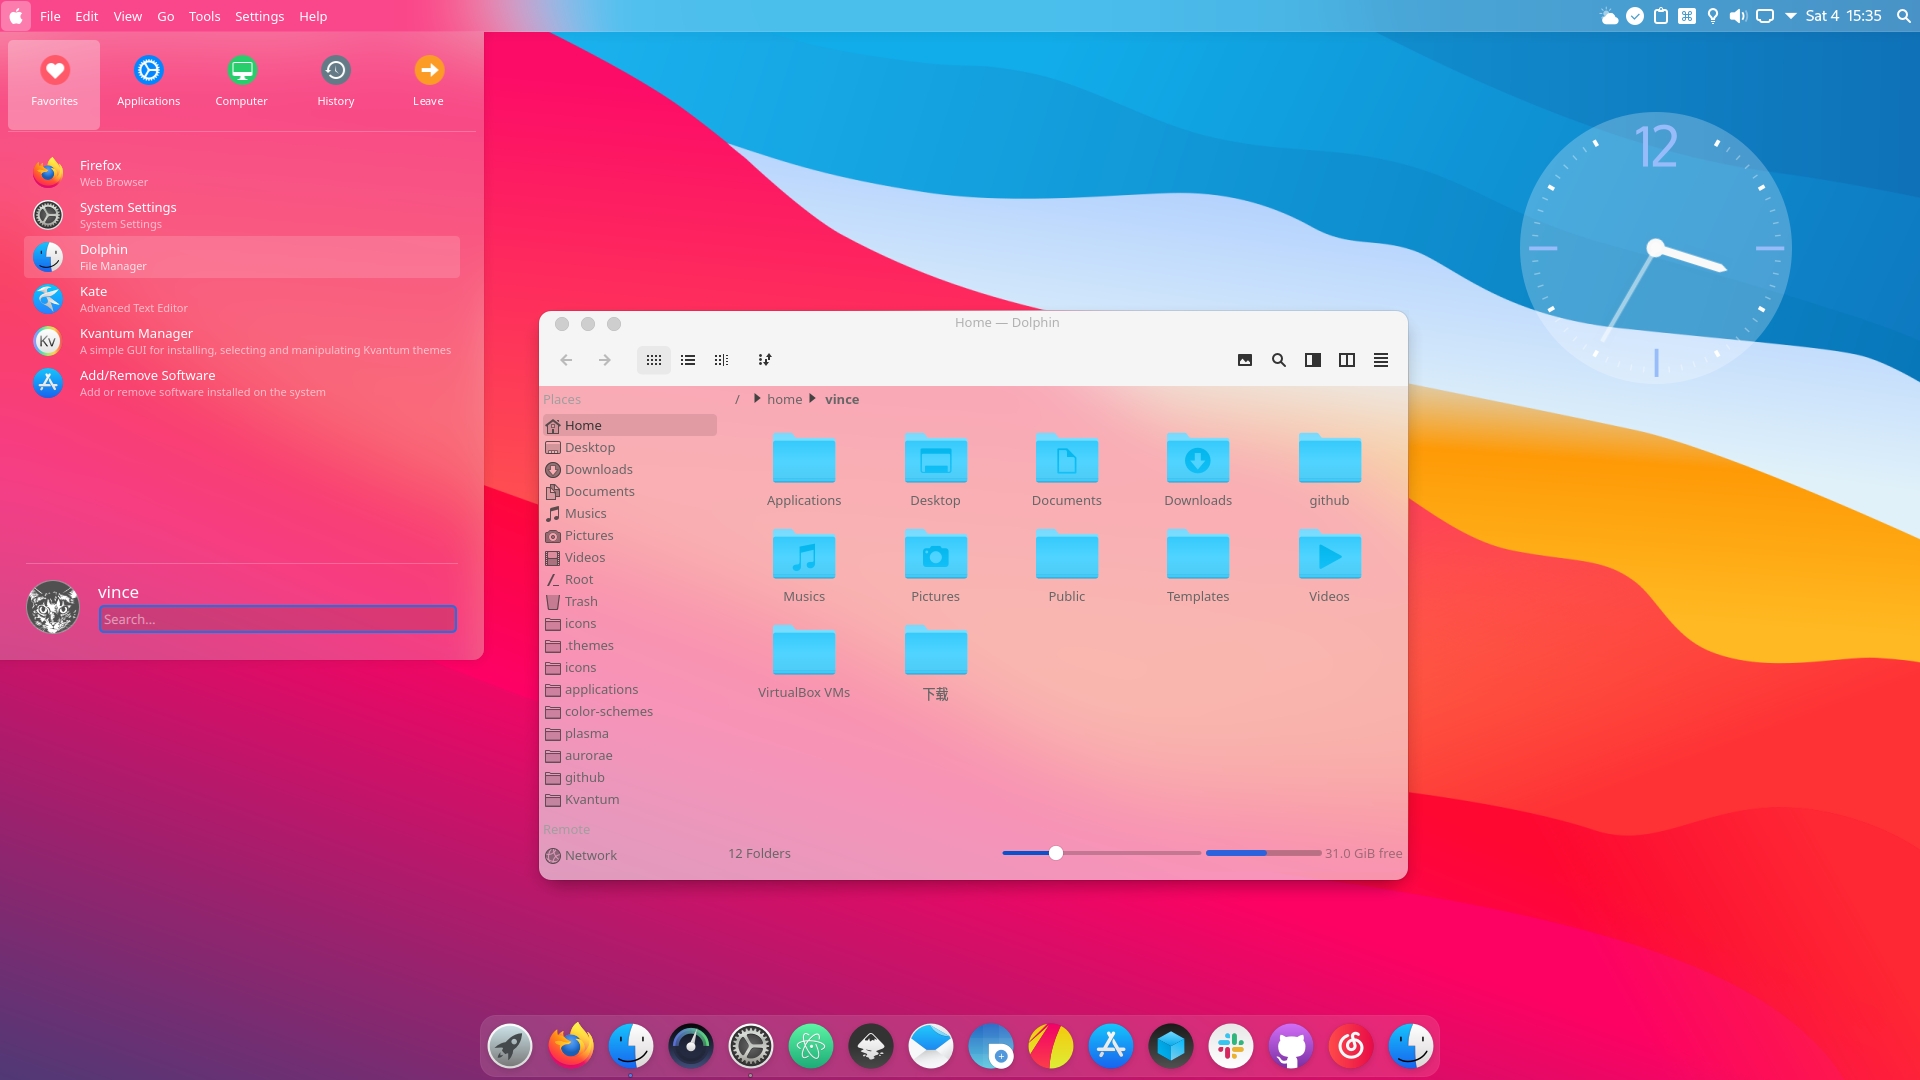 File Edit View Go Tools Settings Help
Sat 4 15:35
Favorites Applications Computer History Leave
Firefox
Web Browser
System Settings
System Settings
Dolphin
File Manager
Kate
Advanced Text Editor
Kv
Kvantum Manager
A simple GUI for installing, selecting and manipulating Kvantum themes
Add/Remove Software
Add or remove software installed on the system
vince
Search...
12
Home — Dolphin
Places
Home
Desktop
Downloads
Documents
Musics
Pictures
Videos
Root
Trash
icons
.themes
icons
applications
color-schemes
plasma
aurorae
github
Kvantum
Remote
Network
/ home vince
Applications Desktop Documents Downloads github
Musics Pictures Public Templates Videos
VirtualBox VMs 下载
12 Folders
31.0 GiB free